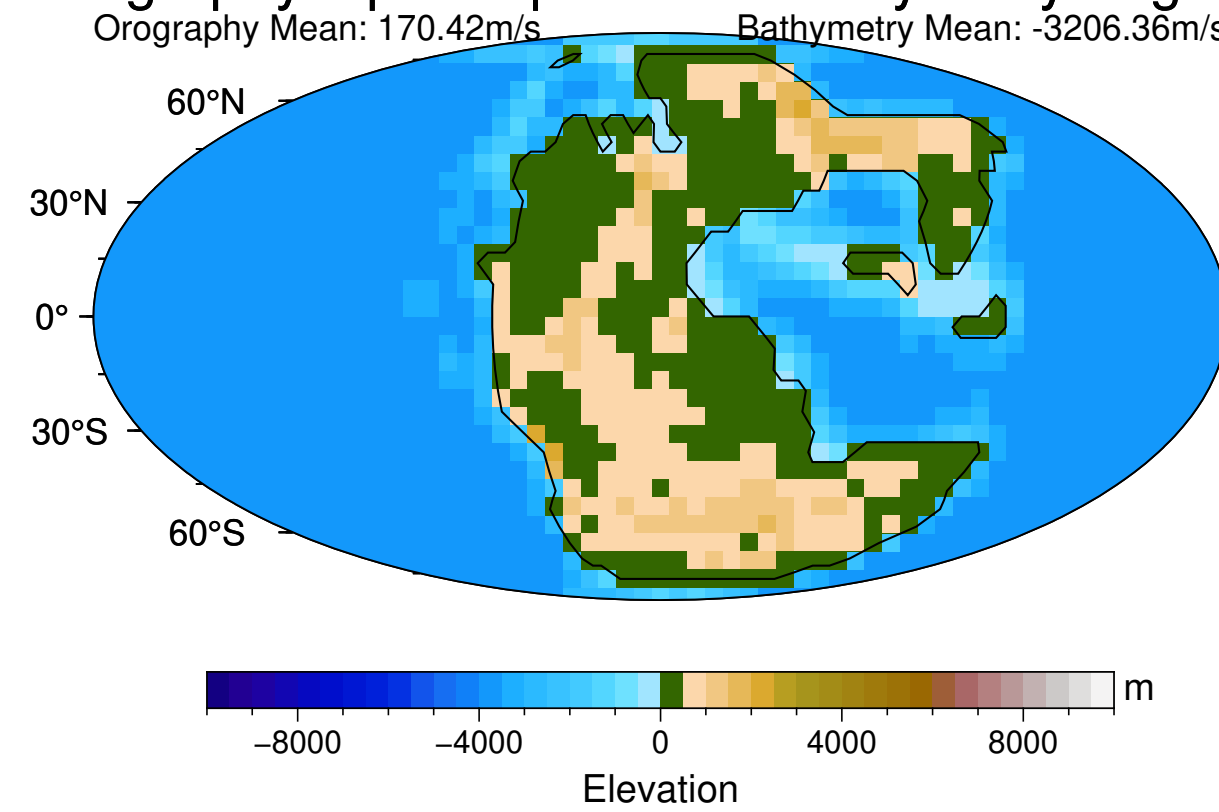 Orography Mean: 170.42m/s Bathymetry Mean: -3206.36m/s
60°N
30°N
0°
30°S
60°S
m
−8000 −4000 0 4000 8000
Elevation